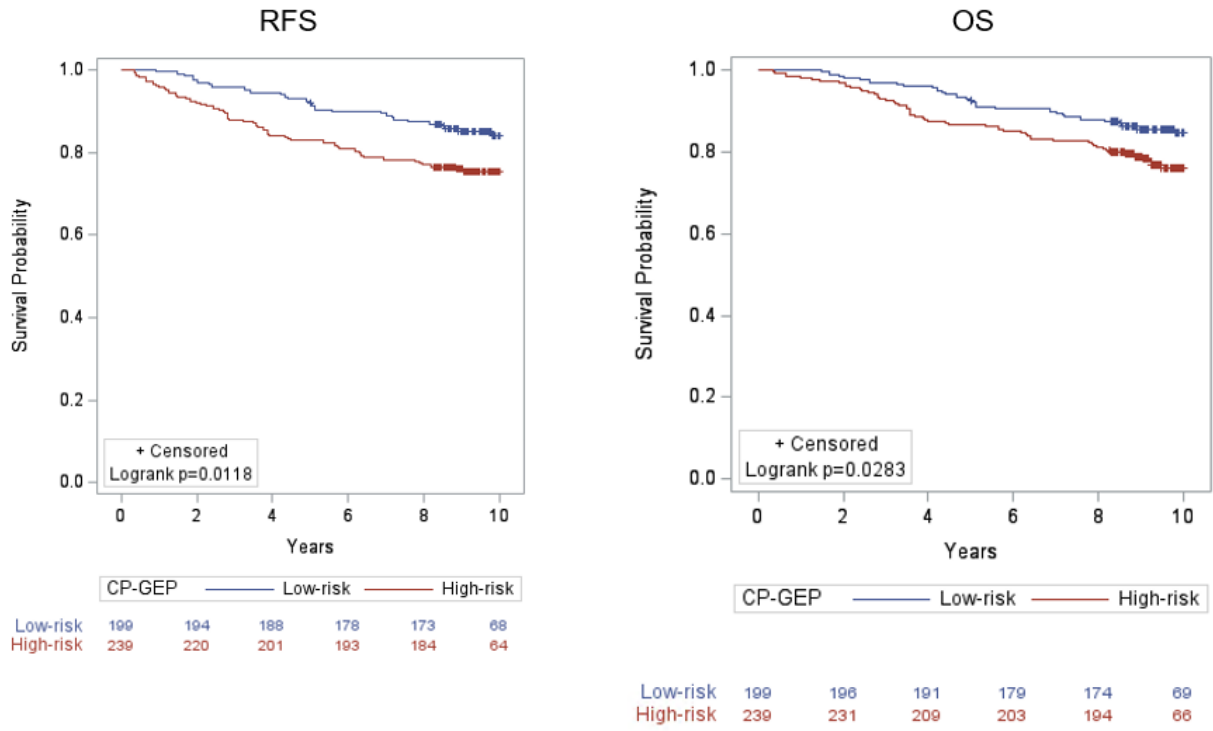 RFS
1.0
0.8
0.6
0.4
0.2
0.0
Survival Probability
+ Censored
Logrank p=0.0118
0 2 4 6 8 10
Years
CP-GEP Low-risk High-risk
Low-risk 199 194 188 178 173 68
High-risk 239 220 201 193 184 64
OS
1.0
0.8
0.6
0.4
0.2
0.0
Survival Probability
+ Censored
Logrank p=0.0283
0 2 4 6 8 10
Years
CP-GEP Low-risk High-risk
Low-risk 199 196 191 179 174 69
High-risk 239 231 209 203 194 66